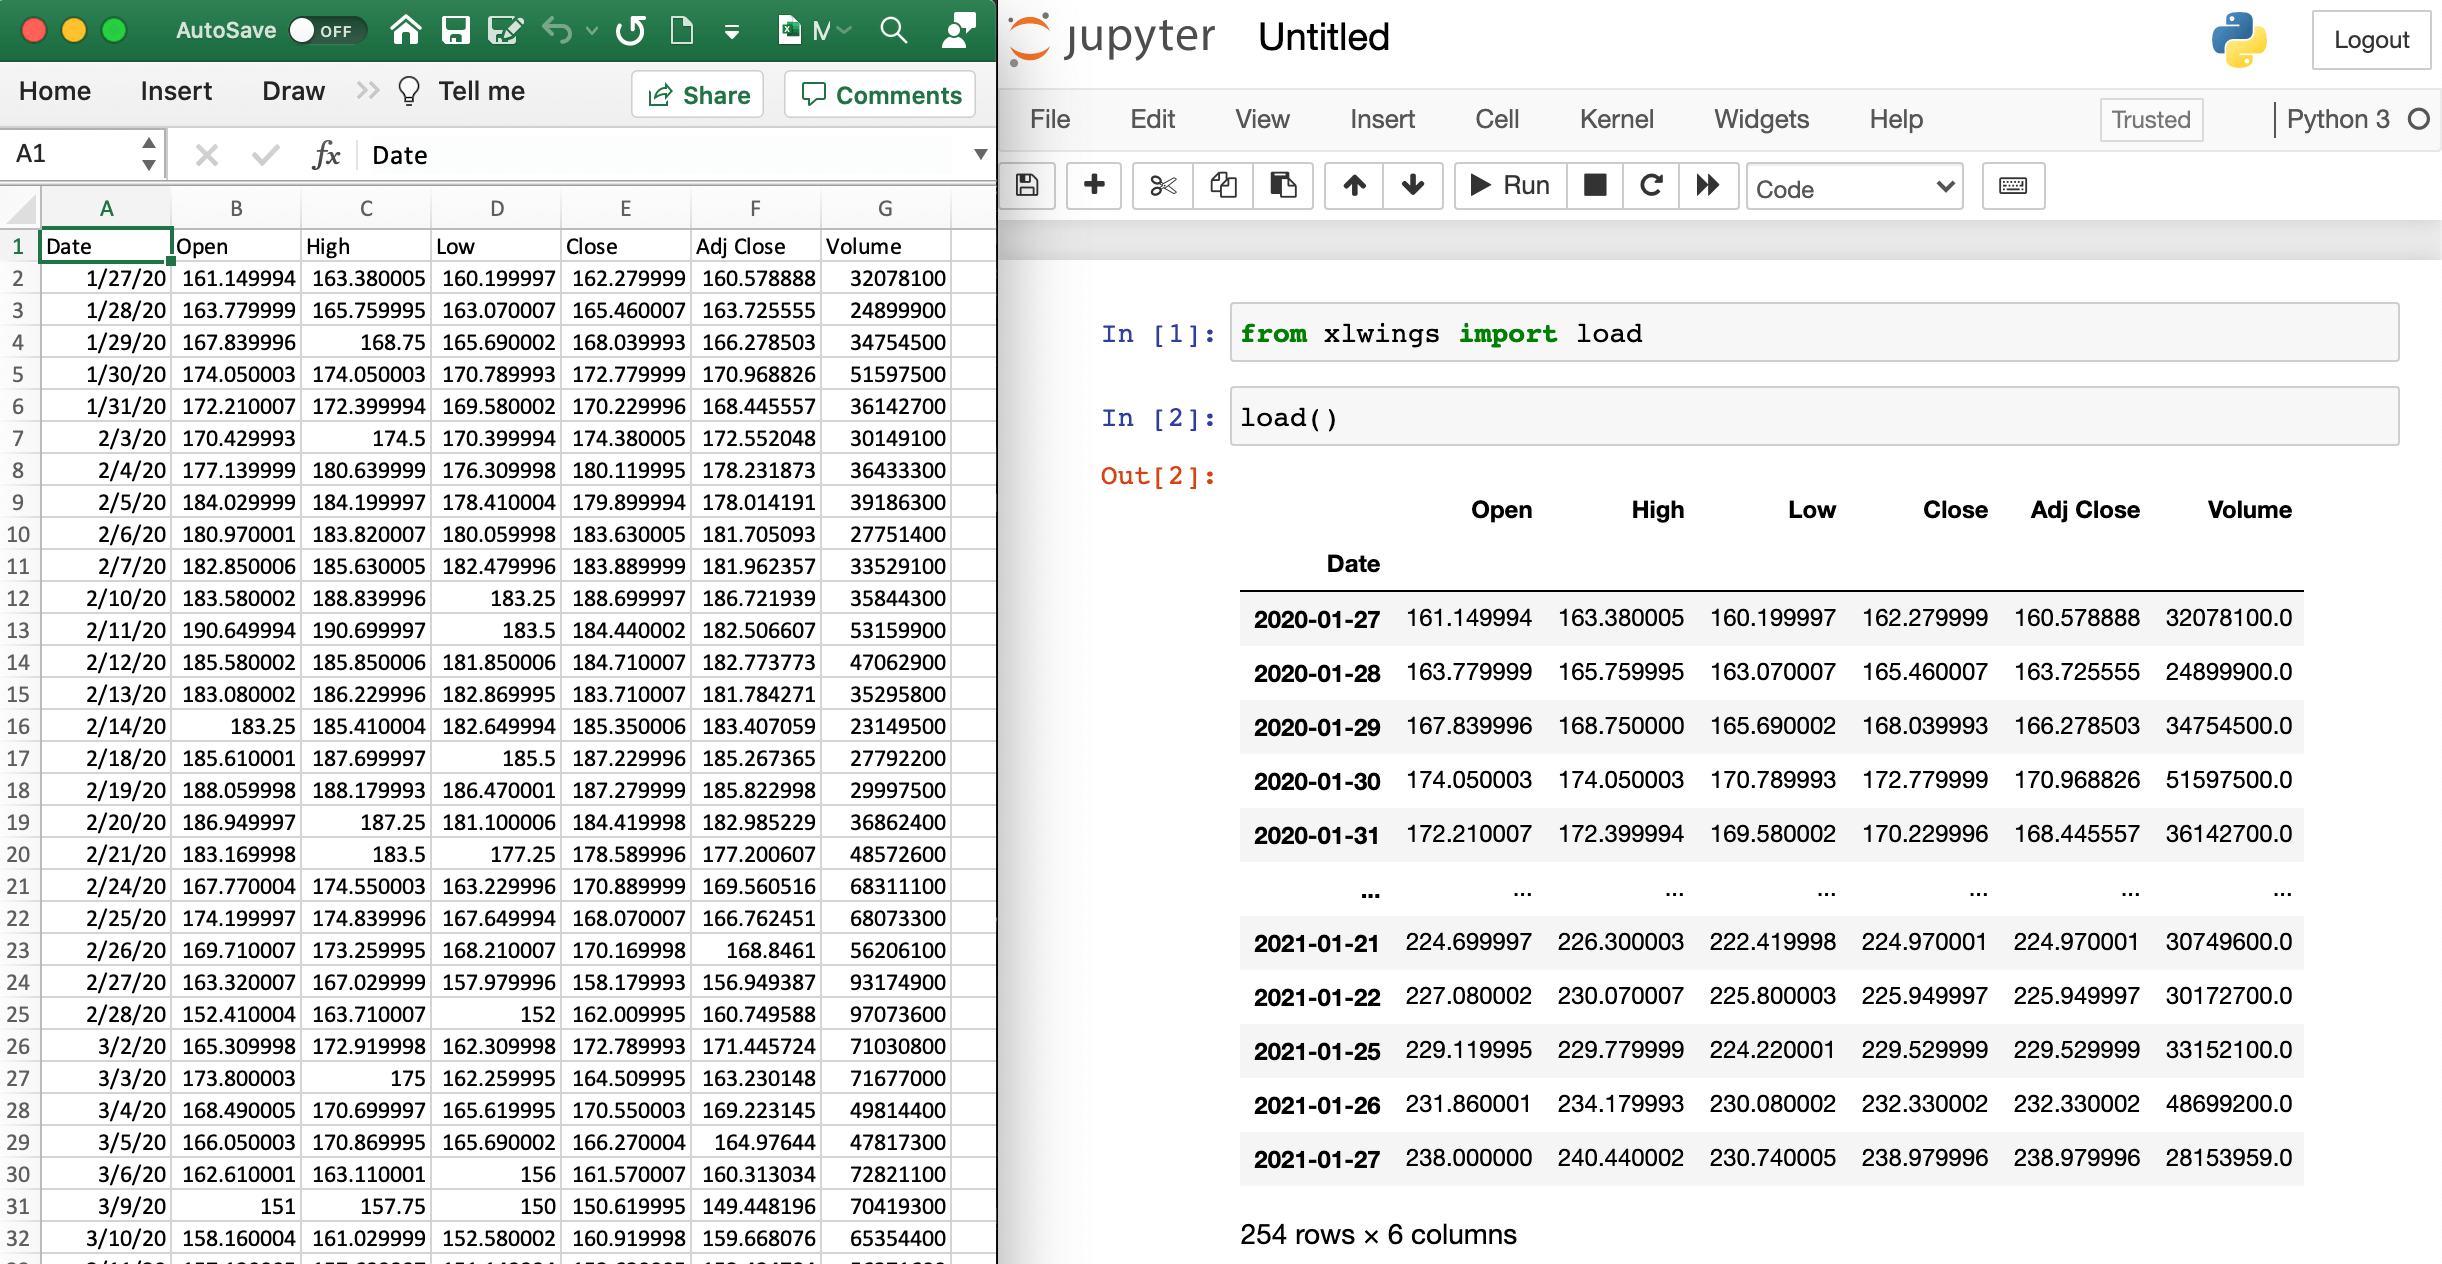 AutoSave OFF M
Home Insert Draw Tell me Share Comments
A1 fx Date
A B C D E F G
1 Date Open High Low Close Adj Close Volume
2 1/27/20 161.149994 163.380005 160.199997 162.279999 160.578888 32078100
3 1/28/20 163.779999 165.759995 163.070007 165.460007 163.725555 24899900
4 1/29/20 167.839996 168.75 165.690002 168.039993 166.278503 34754500
5 1/30/20 174.050003 174.050003 170.789993 172.779999 170.968826 51597500
6 1/31/20 172.210007 172.399994 169.580002 170.229996 168.445557 36142700
7 2/3/20 170.429993 174.5 170.399994 174.380005 172.552048 30149100
8 2/4/20 177.139999 180.639999 176.309998 180.119995 178.231873 36433300
9 2/5/20 184.029999 184.199997 178.410004 179.899994 178.014191 39186300
10 2/6/20 180.970001 183.820007 180.059998 183.630005 181.705093 27751400
11 2/7/20 182.850006 185.630005 182.479996 183.889999 181.962357 33529100
12 2/10/20 183.580002 188.839996 183.25 188.699997 186.721939 35844300
13 2/11/20 190.649994 190.699997 183.5 184.440002 182.506607 53159900
14 2/12/20 185.580002 185.850006 181.850006 184.710007 182.773773 47062900
15 2/13/20 183.080002 186.229996 182.869995 183.710007 181.784271 35295800
16 2/14/20 183.25 185.410004 182.649994 185.350006 183.407059 23149500
17 2/18/20 185.610001 187.699997 185.5 187.229996 185.267365 27792200
18 2/19/20 188.059998 188.179993 186.470001 187.279999 185.822998 29997500
19 2/20/20 186.949997 187.25 181.100006 184.419998 182.985229 36862400
20 2/21/20 183.169998 183.5 177.25 178.589996 177.200607 48572600
21 2/24/20 167.770004 174.550003 163.229996 170.889999 169.560516 68311100
22 2/25/20 174.199997 174.839996 167.649994 168.070007 166.762451 68073300
23 2/26/20 169.710007 173.259995 168.210007 170.169998 168.8461 56206100
24 2/27/20 163.320007 167.029999 157.979996 158.179993 156.949387 93174900
25 2/28/20 152.410004 163.710007 152 162.009995 160.749588 97073600
26 3/2/20 165.309998 172.919998 162.309998 172.789993 171.445724 71030800
27 3/3/20 173.800003 175 162.259995 164.509995 163.230148 71677000
28 3/4/20 168.490005 170.699997 165.619995 170.550003 169.223145 49814400
29 3/5/20 166.050003 170.869995 165.690002 166.270004 164.97644 47817300
30 3/6/20 162.610001 163.110001 156 161.570007 160.313034 72821100
31 3/9/20 151 157.75 150 150.619995 149.448196 70419300
32 3/10/20 158.160004 161.029999 152.580002 160.919998 159.668076 65354400
jupyter Untitled Logout
File Edit View Insert Cell Kernel Widgets Help Trusted Python 3
Run Code
In [1]: from xlwings import load
In [2]: load()
Out[2]:
Open High Low Close Adj Close Volume
Date
2020-01-27 161.149994 163.380005 160.199997 162.279999 160.578888 32078100.0
2020-01-28 163.779999 165.759995 163.070007 165.460007 163.725555 24899900.0
2020-01-29 167.839996 168.750000 165.690002 168.039993 166.278503 34754500.0
2020-01-30 174.050003 174.050003 170.789993 172.779999 170.968826 51597500.0
2020-01-31 172.210007 172.399994 169.580002 170.229996 168.445557 36142700.0
... ... ... ... ... ... ...
2021-01-21 224.699997 226.300003 222.419998 224.970001 224.970001 30749600.0
2021-01-22 227.080002 230.070007 225.800003 225.949997 225.949997 30172700.0
2021-01-25 229.119995 229.779999 224.220001 229.529999 229.529999 33152100.0
2021-01-26 231.860001 234.179993 230.080002 232.330002 232.330002 48699200.0
2021-01-27 238.000000 240.440002 230.740005 238.979996 238.979996 28153959.0
254 rows × 6 columns